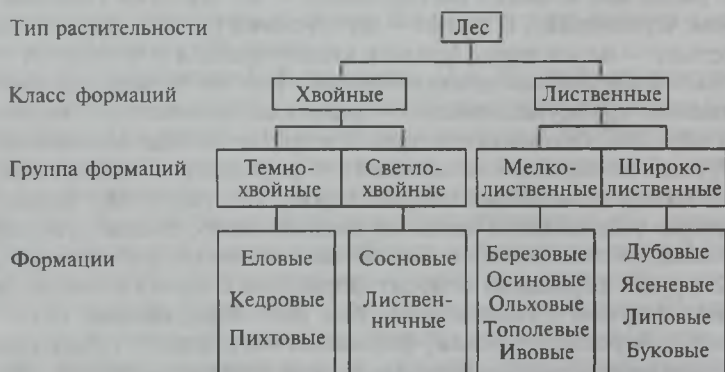 Тип растительности
Лес
Класс формаций
Хвойные
Лиственные
Группа формаций
Темно-
хвойные
Светло-
хвойные
Мелко-
лиственные
Широко-
лиственные
Формации
Еловые
Кедровые
Пихтовые
Сосновые
Листвен-
ничные
Березовые
Осиновые
Ольховые
Тополевые
Ивовые
Дубовые
Ясеневые
Липовые
Буковые